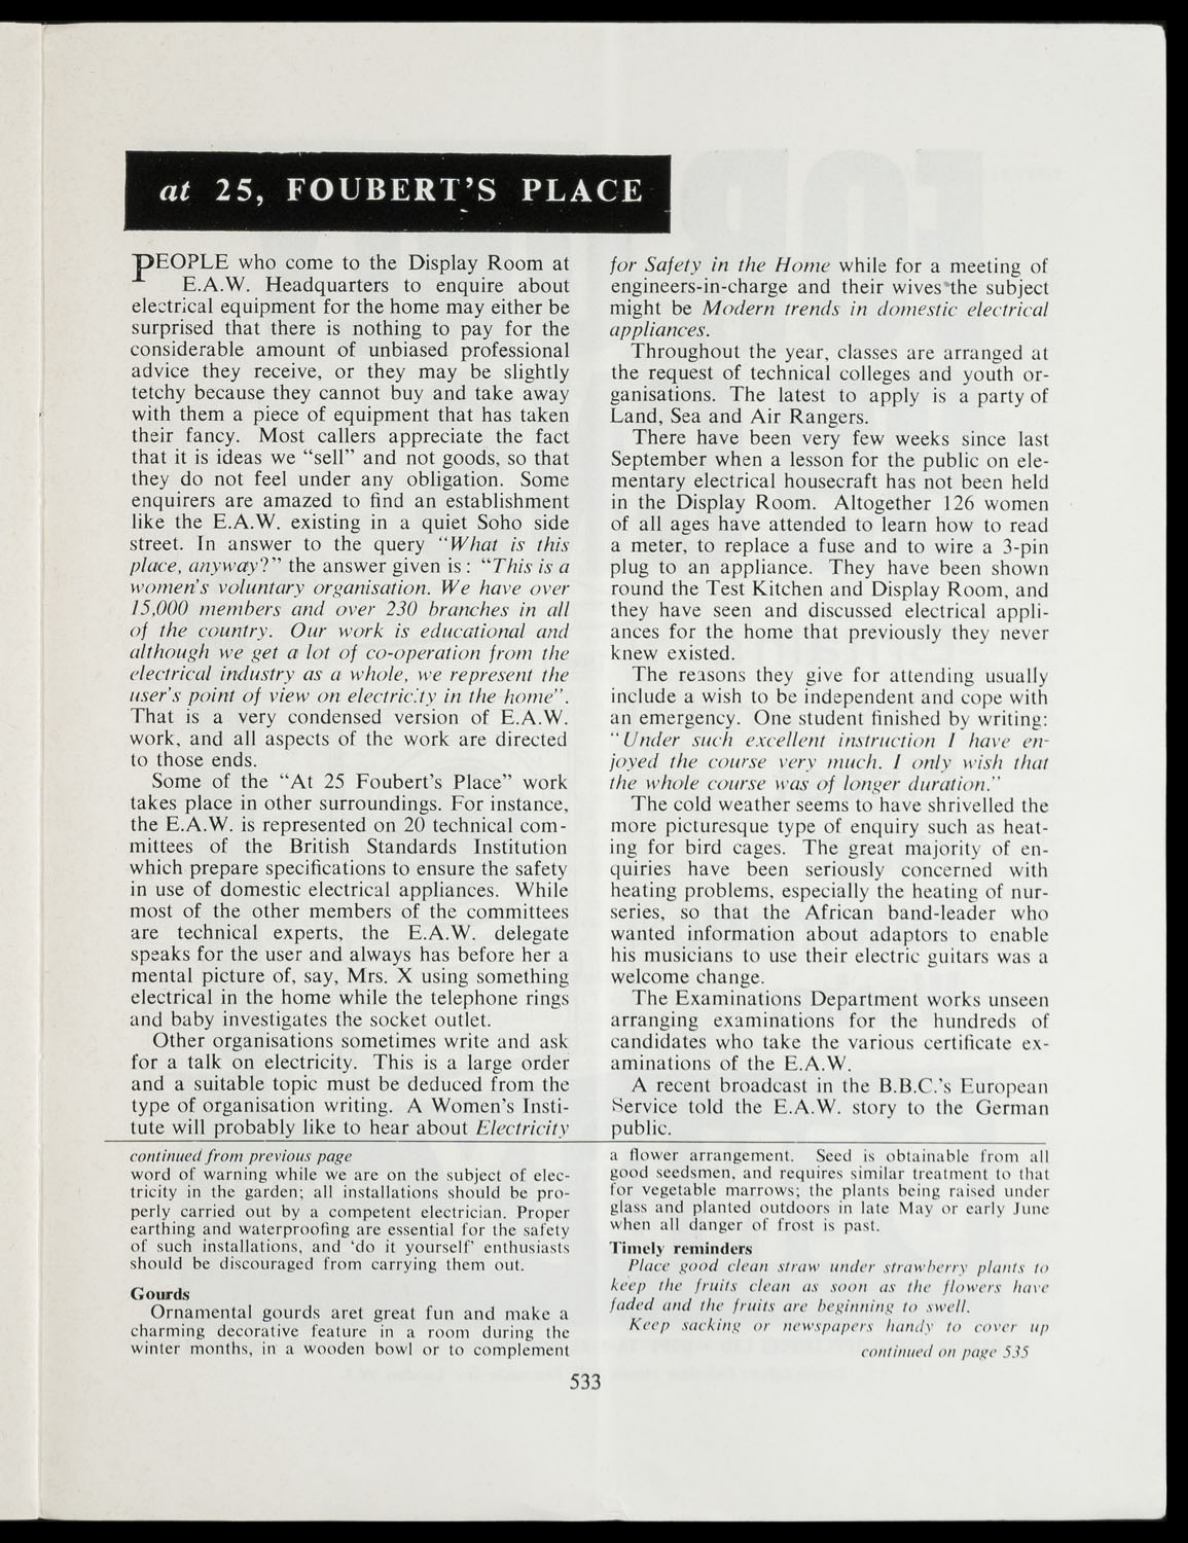 at 25, FOUBERT'S PLACE
PEOPLE who come to the Display Room at
E.A.W. Headquarters to enquire about
electrical equipment for the home may either be
surprised that there is nothing to pay for the
considerable amount of unbiased professional
advice they receive, or they may be slightly
tetchy because they cannot buy and take away
with them a piece of equipment that has taken
their fancy. Most callers appreciate the fact
that it is ideas we "sell" and not goods, so that
they do not feel under any obligation. Some
enquirers are amazed to find an establishment
like the E.A.W. existing in a quiet Soho side
street. In answer to the query "What is this
place, anyway?" the answer given is: "This is a
women's voluntary organisation. We have over
15,000 members and over 230 branches in all
of the country. Our work is educational and
although we get a lot of co-operation from the
electrical industry as a whole, we represent the
user's point of view on electricity in the home".
That is a very condensed version of E.A.W.
work, and all aspects of the work are directed
to those ends.
Some of the "At 25 Foubert's Place" work
takes place in other surroundings. For instance,
the E.A.W. is represented on 20 technical com-
mittees of the British Standards Institution
which prepare specifications to ensure the safety
in use of domestic electrical appliances. While
most of the other members of the committees
are technical experts, the E.A.W. delegate
speaks for the user and always has before her a
mental picture of, say, Mrs. X using something
electrical in the home while the telephone rings
and baby investigates the socket outlet.
Other organisations sometimes write and ask
for a talk on electricity. This is a large order
and a suitable topic must be deduced from the
type of organisation writing. A Women's Insti-
tute will probably like to hear about Electricity
for Safety in the Home while for a meeting of
engineers-in-charge and their wives the subject
might be Modern trends in domestic electrical
appliances.
Throughout the year, classes are arranged at
the request of technical colleges and youth or-
ganisations. The latest to apply is a party of
Land, Sea and Air Rangers.
There have been very few weeks since last
September when a lesson for the public on ele-
mentary electrical housecraft has not been held
in the Display Room. Altogether 126 women
of all ages have attended to learn how to read
a meter, to replace a fuse and to wire a 3-pin
plug to an appliance. They have been shown
round the Test Kitchen and Display Room, and
they have seen and discussed electrical appli-
ances for the home that previously they never
knew existed.
The reasons they give for attending usually
include a wish to be independent and cope with
an emergency. One student finished by writing:
"Under such excellent instruction I have en-
joyed the course very much. I only wish that
the whole course was of longer duration."
The cold weather seems to have shrivelled the
more picturesque type of enquiry such as heat-
ing for bird cages. The great majority of en-
quiries have been seriously concerned with
heating problems, especially the heating of nur-
series, so that the African band-leader who
wanted information about adaptors to enable
his musicians to use their electric guitars was a
welcome change.
The Examinations Department works unseen
arranging examinations for the hundreds of
candidates who take the various certificate ex-
aminations of the E.A.W.
A recent broadcast in the B.B.C.'s European
Service told the E.A.W. story to the German
public.
continued from previous page
word of warning while we are on the subject of elec-
tricity in the garden; all installations should be pro-
perly carried out by a competent electrician. Proper
earthing and waterproofing are essential for the safety
of such installations, and 'do it yourself' enthusiasts
should be discouraged from carrying them out.
Gourds
Ornamental gourds aret great fun and make a
charming decorative feature in a room during the
winter months, in a wooden bowl or to complement
a flower arrangement. Seed is obtainable from all
good seedsmen, and requires similar treatment to that
for vegetable marrows; the plants being raised under
glass and planted outdoors in late May or early June
when all danger of frost is past.
Timely reminders
Place good clean straw under strawberry plants to
keep the fruits clean as soon as the flowers have
faded and the fruits are beginning to swell.
Keep sacking or newspapers handy to cover up
continued on page 535
533